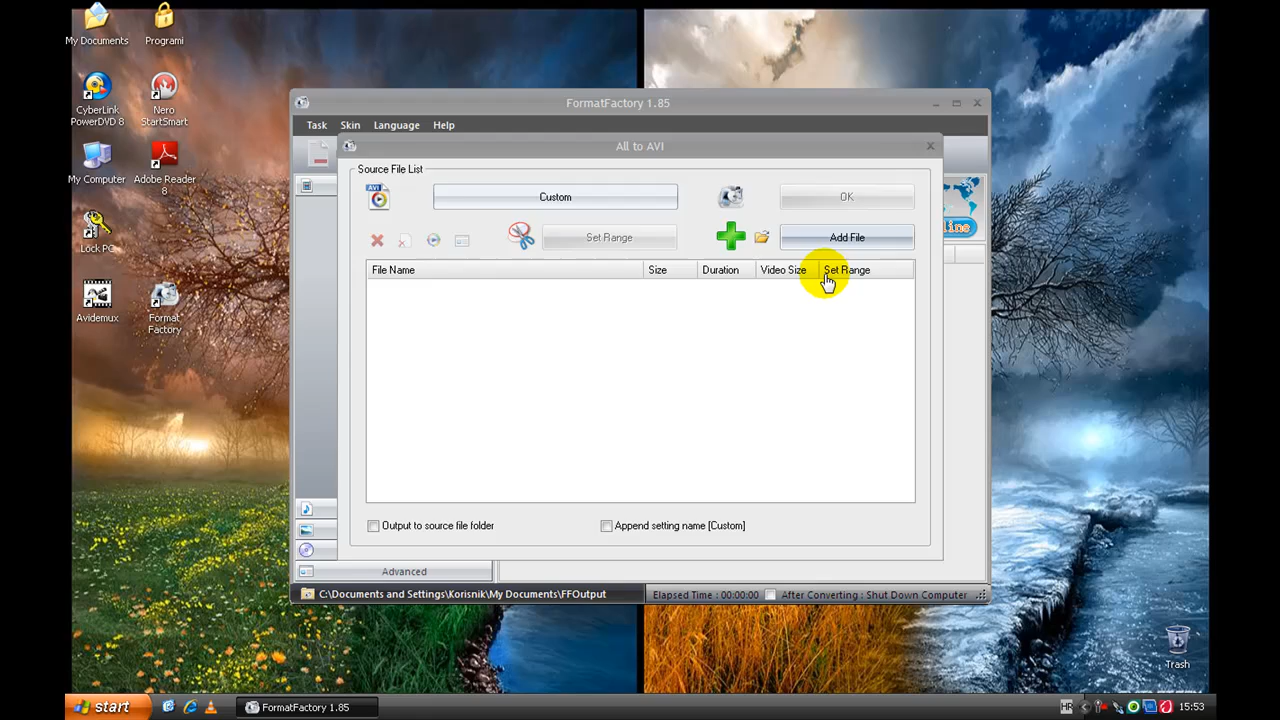 My Documents
Programi
CyberLink
PowerDVD 8
Nero
StartSmart
My Computer
Adobe Reader
8
Lock PC
Avidemux
Format
Factory
FormatFactory 1.85
Task Skin Language Help
All to AVI
Source File List
AVI
Custom
OK
Set Range
Add File
line
File Name Size Duration Video Size Set Range
Output to source file folder
Append setting name [Custom]
Advanced
C:\Documents and Settings\Korisnik\My Documents\FFOutput
Elapsed Time : 00:00:00
After Converting : Shut Down Computer
Trash
start
FormatFactory 1.85
HR
15:53